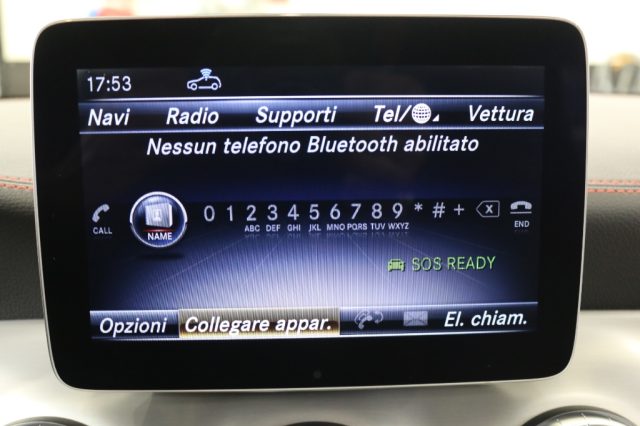 17:53
Navi Radio Supporti Tel/ Vettura
Nessun telefono Bluetooth abilitato
0 1 2 3 4 5 6 7 8 9 * # + X
CALL NAME ABC DEF GHI JKL MNO PQRS TUV WXYZ END
SOS READY
Opzioni Collegare appar. El. chiam.